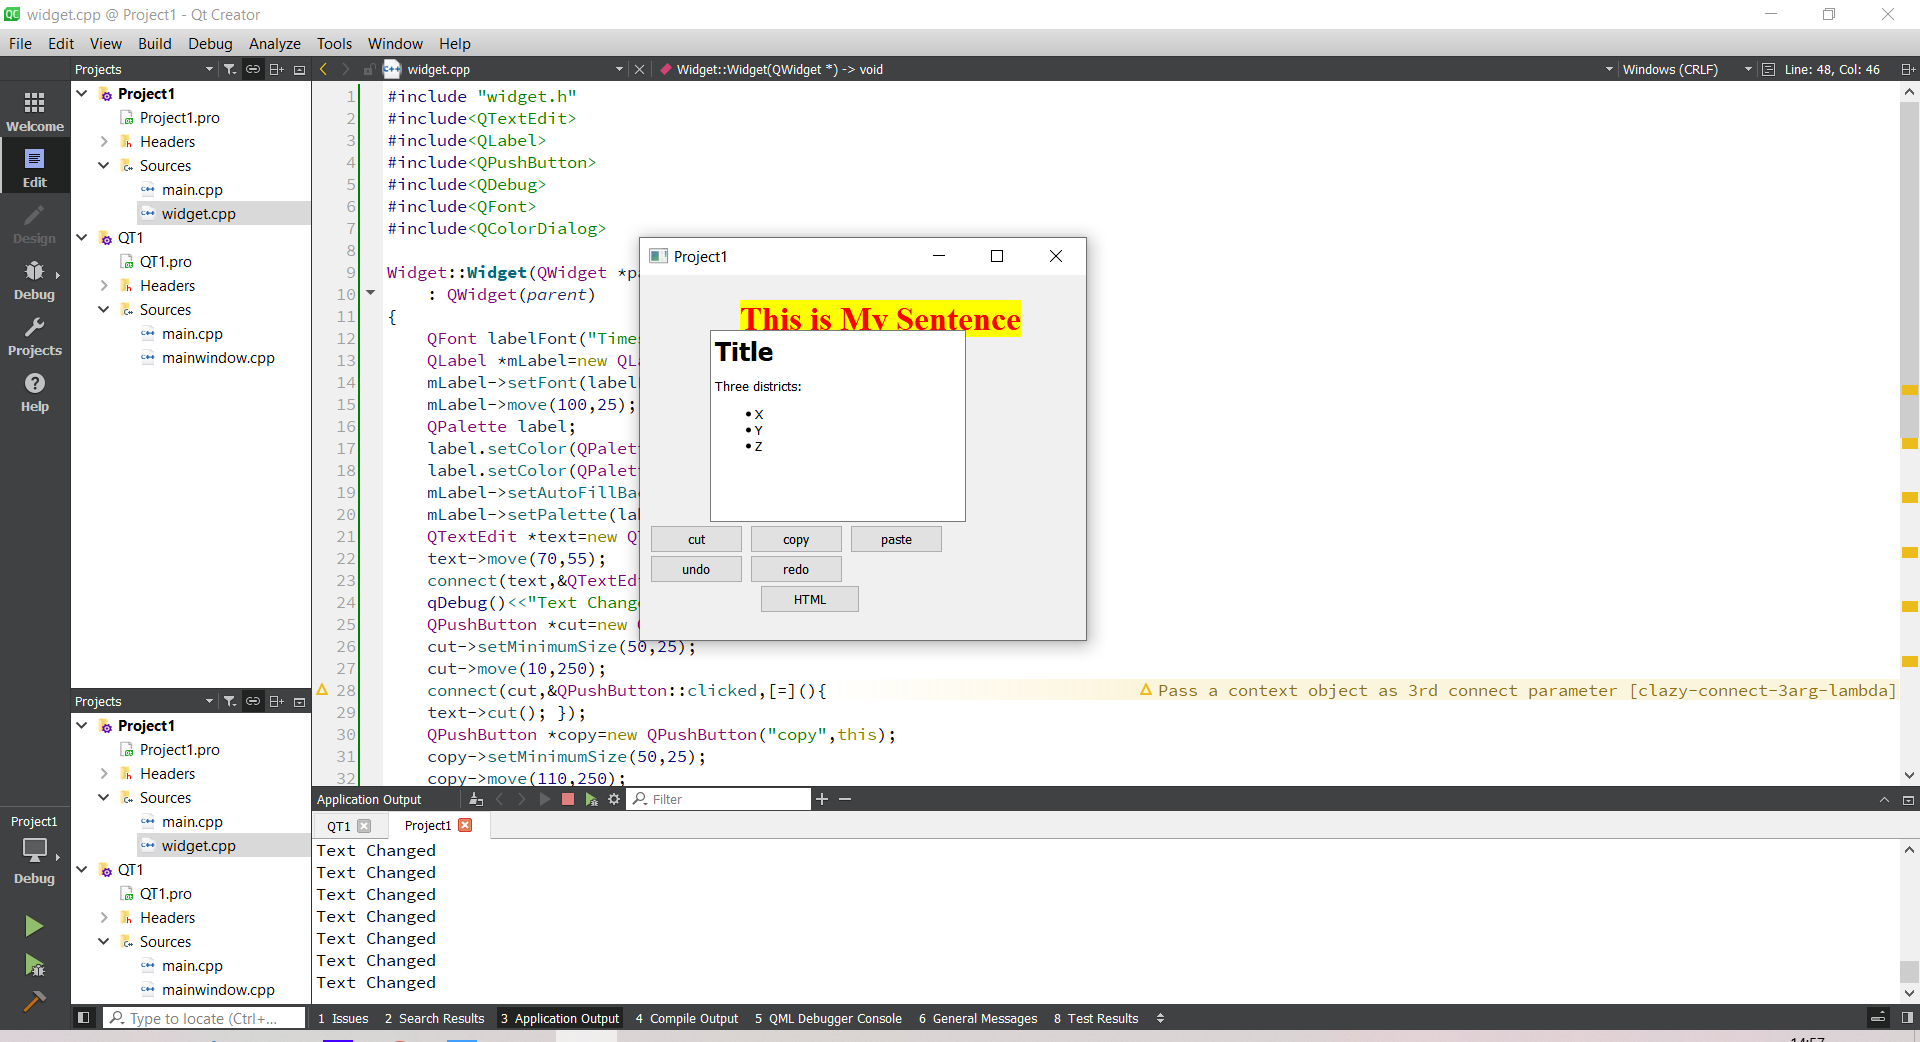 widget.cpp @ Project1 - Qt Creator
File Edit View Build Debug Analyze Tools Window Help
Projects
widget.cpp
Widget::Widget(QWidget *) -> void
Windows (CRLF)
Line: 48, Col: 46
Welcome
Edit
Design
Debug
Projects
Help
Project1
Debug
Project1
Project1.pro
Headers
Sources
main.cpp
widget.cpp
QT1
QT1.pro
Headers
Sources
main.cpp
mainwindow.cpp
Projects
Project1
Project1.pro
Headers
Sources
main.cpp
widget.cpp
QT1
QT1.pro
Headers
Sources
main.cpp
mainwindow.cpp
1 #include "widget.h"
2 #include<QTextEdit>
3 #include<QLabel>
4 #include<QPushButton>
5 #include<QDebug>
6 #include<QFont>
7 #include<QColorDialog>
8
9 Widget::Widget(QWidget *p
10 : QWidget(parent)
11 {
12 QFont labelFont("Times
13 QLabel *mLabel=new QL
14 mLabel->setFont(label
15 mLabel->move(100,25);
16 QPalette label;
17 label.setColor(QPalet
18 label.setColor(QPalet
19 mLabel->setAutoFillBa
20 mLabel->setPalette(la
21 QTextEdit *text=new Q
22 text->move(70,55);
23 connect(text,&QTextEd
24 qDebug()<<"Text Chang
25 QPushButton *cut=new
26 cut->setMinimumSize(50,25);
27 cut->move(10,250);
28 connect(cut,&QPushButton::clicked,[=](){ Pass a context object as 3rd connect parameter [clazy-connect-3arg-lambda]
29 text->cut(); });
30 QPushButton *copy=new QPushButton("copy",this);
31 copy->setMinimumSize(50,25);
32 copy->move(110,250);
Project1
This is My Sentence
Title
Three districts:
• X
• Y
• Z
cut copy paste
undo redo
HTML
Application Output
Filter
QT1 Project1
Text Changed
Text Changed
Text Changed
Text Changed
Text Changed
Text Changed
Text Changed
Type to locate (Ctrl+...
1 Issues 2 Search Results 3 Application Output 4 Compile Output 5 QML Debugger Console 6 General Messages 8 Test Results